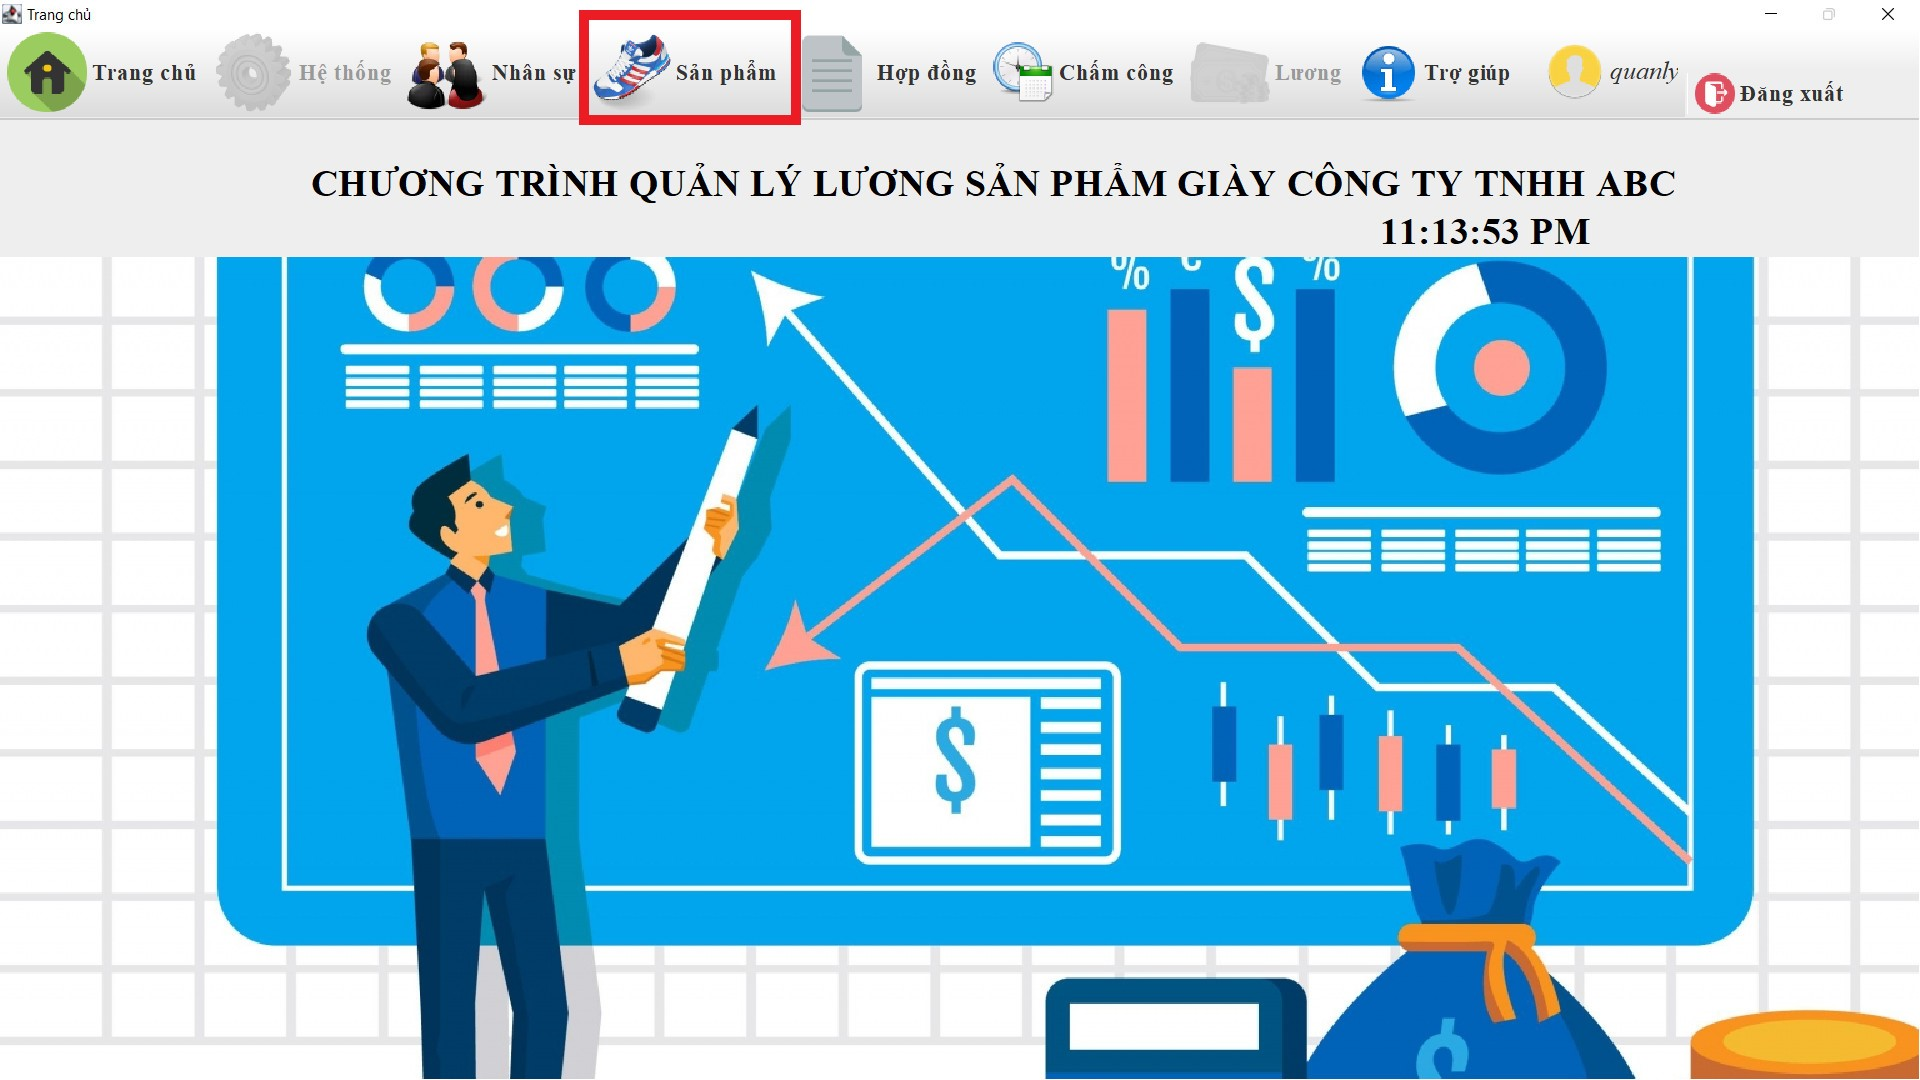 Trang chủ
Trang chủ Hệ thống Nhân sự Sản phẩm Hợp đồng Chấm công Lương Trợ giúp quanly Đăng xuất
CHƯƠNG TRÌNH QUẢN LÝ LƯƠNG SẢN PHẨM GIÀY CÔNG TY TNHH ABC
11:13:53 PM
% € $ %
$
$